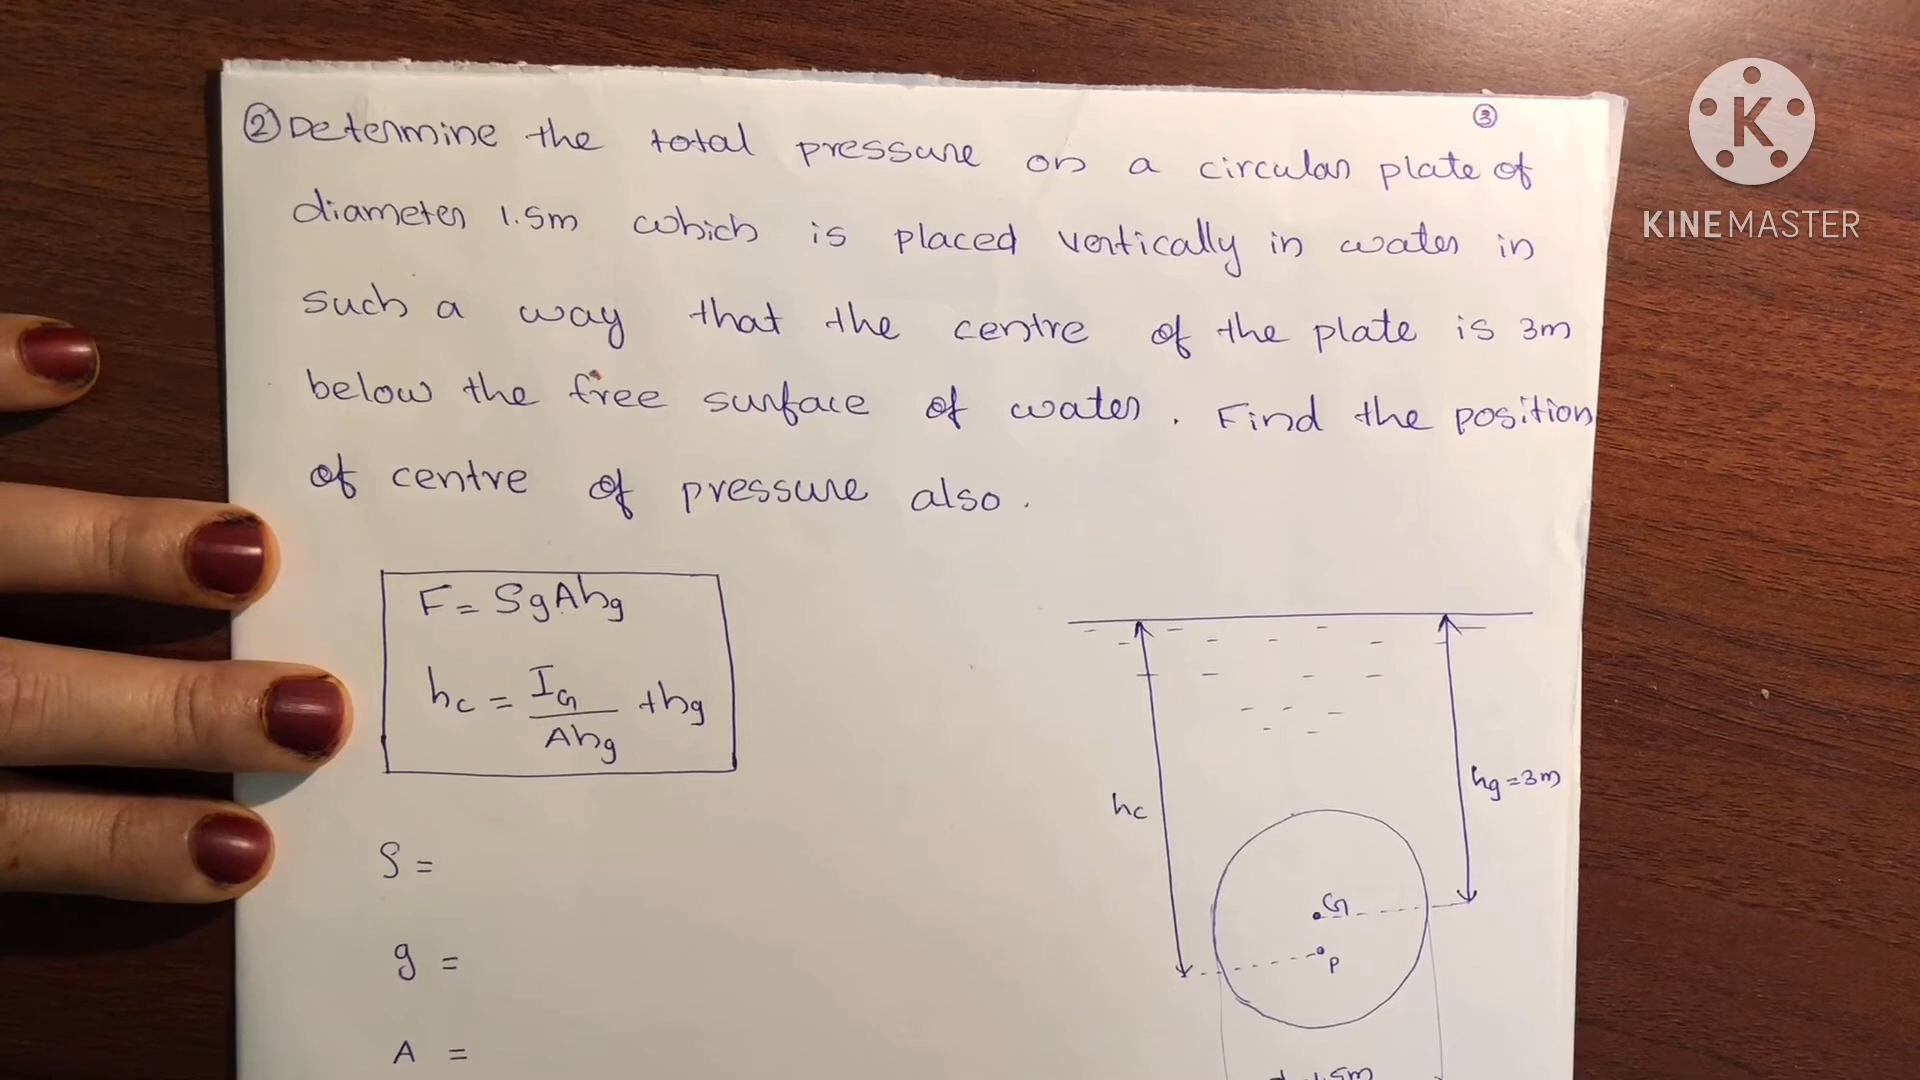 ③
② Determine the total pressure on a circular plate of
diameter 1.5m which is placed vertically in water in
such a way that the centre of the plate is 3m
below the free surface of water. Find the position
of centre of pressure also.
F = SgAhg
hc = IG / Ahg + hg
S =
g =
A =
hc
hg = 3m
G
P
K
KINEMASTER